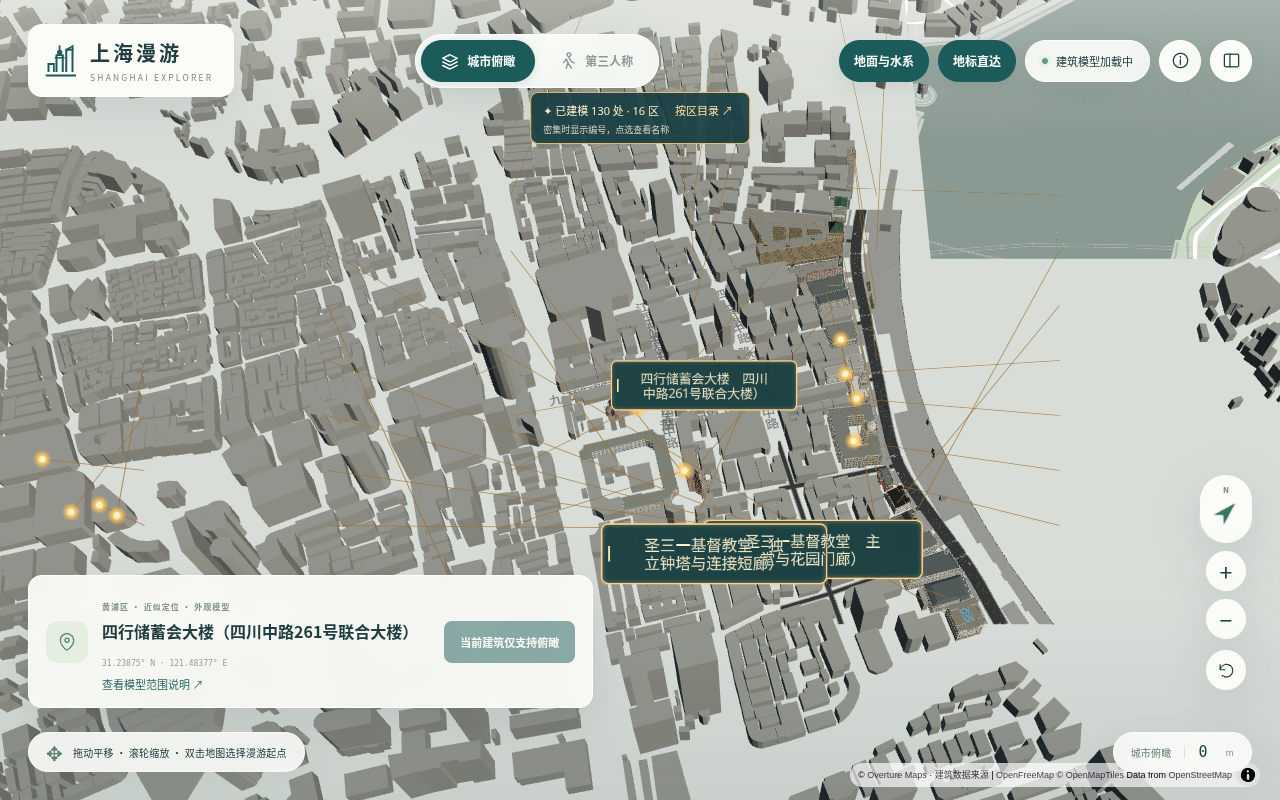 上海漫游
SHANGHAI EXPLORER
城市俯瞰
第三人称
地面与水系
地标直达
建筑模型加载中
✦ 已建模 130 处 · 16 区 按区目录 ↗
密集时显示编号，点选查看名称
四行储蓄会大楼 四川
中路261号联合大楼）
圣三一基督教堂 独
立钟塔与连接短廊）
圣三一基督教堂 主
堂与花园门廊）
黄浦区 · 近似定位 · 外观模型
四行储蓄会大楼（四川中路261号联合大楼）
31.23875° N · 121.48377° E
查看模型范围说明 ↗
当前建筑仅支持俯瞰
N
拖动平移 · 滚轮缩放 · 双击地图选择漫游起点
城市俯瞰 0 m
© Overture Maps · 建筑数据来源 | OpenFreeMap © OpenMapTiles Data from OpenStreetMap